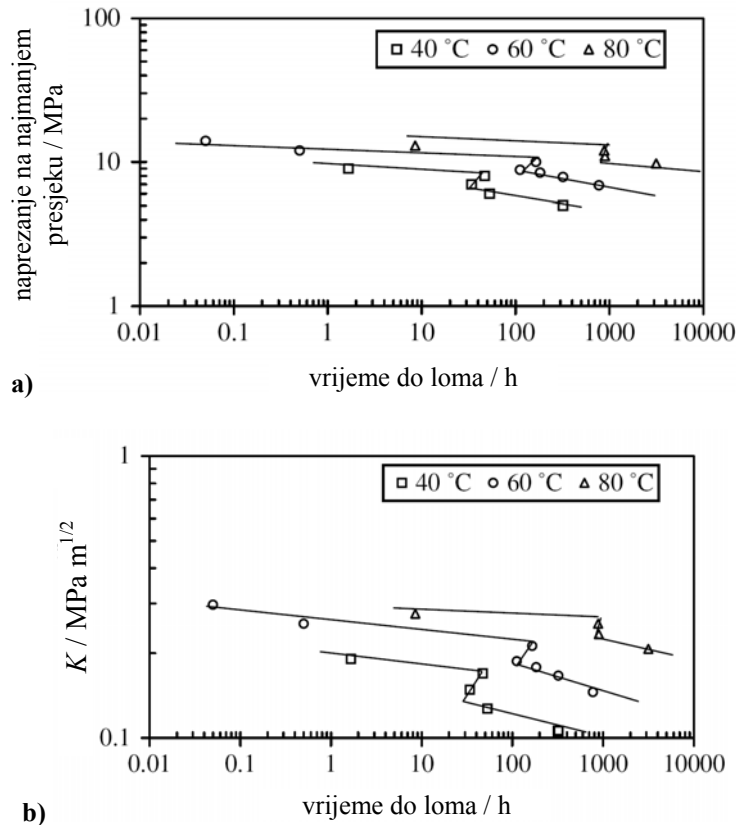 100
10
1
0.01 0.1 1 10 100 1000 10000
40 °C 60 °C 80 °C
naprezanje na najmanjem
presjeku / MPa
vrijeme do loma / h
a)
1
0.1
0.01 0.1 1 10 100 1000 10000
40 °C 60 °C 80 °C
K / MPa m^1/2
vrijeme do loma / h
b)